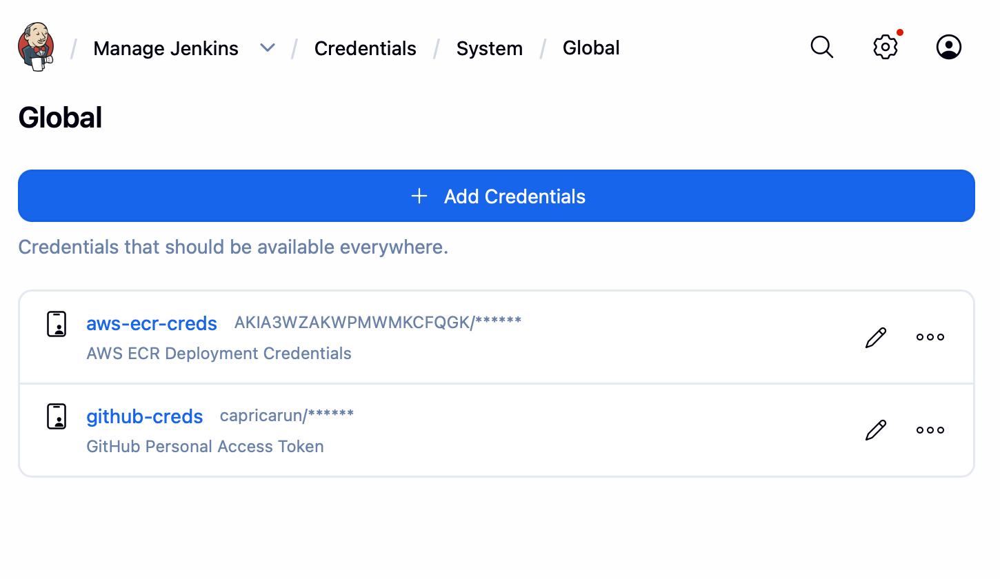 / Manage Jenkins / Credentials / System / Global
Global
+ Add Credentials
Credentials that should be available everywhere.
aws-ecr-creds AKIA3WZAKWPMWMKCFQGK/******
AWS ECR Deployment Credentials
github-creds capricarun/******
GitHub Personal Access Token